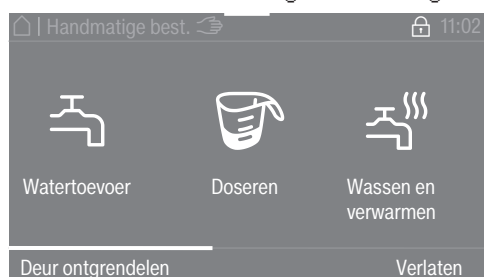 | Handmatige best. 11:02
Watertoevoer Doseren Wassen en
verwarmen
Deur ontgrendelen Verlaten